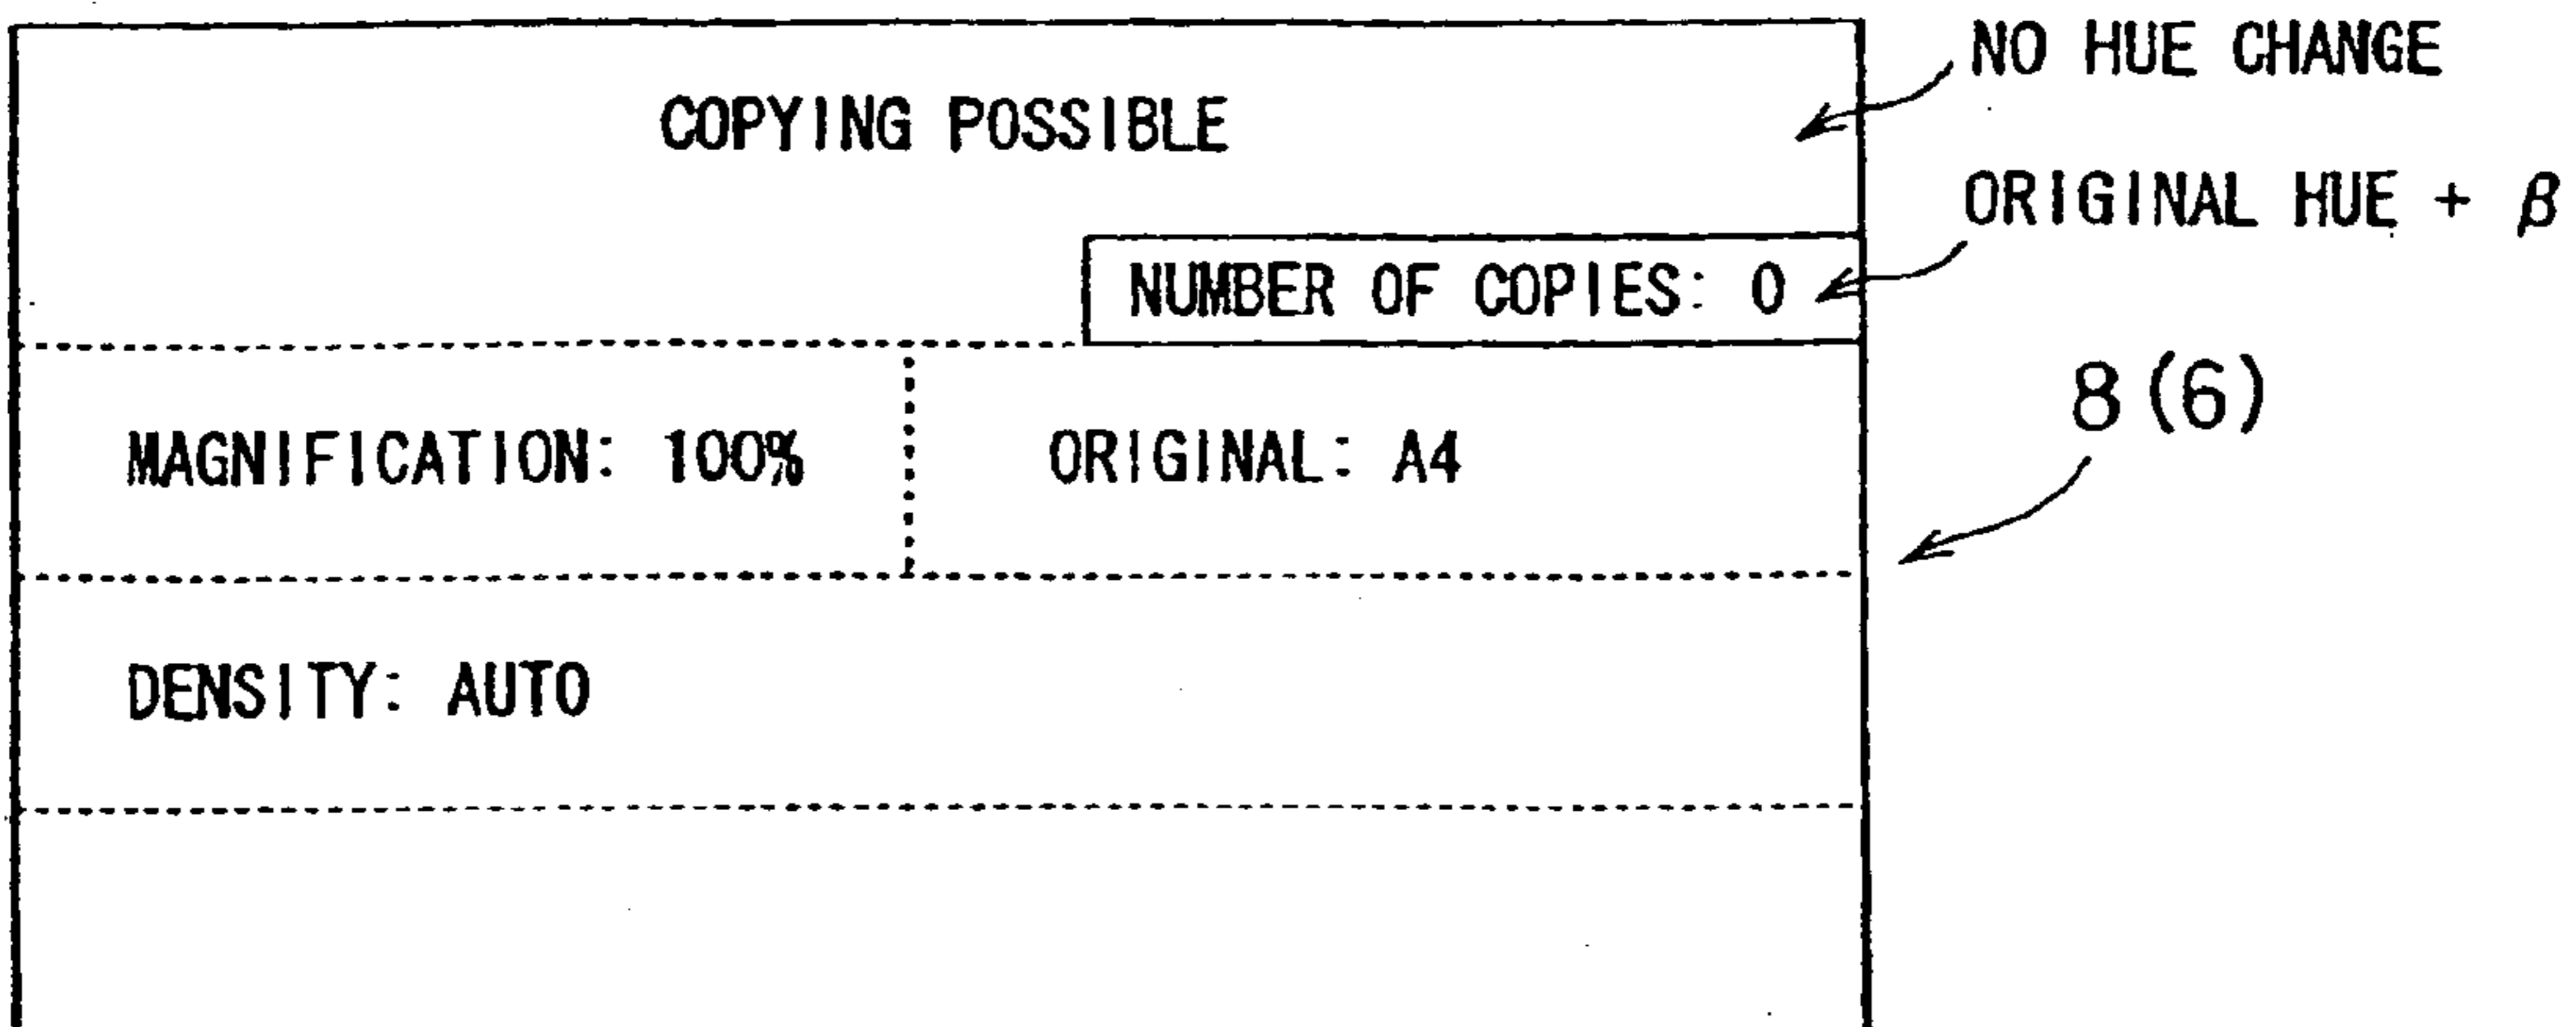 NO HUE CHANGE
COPYING POSSIBLE
ORIGINAL HUE + β
NUMBER OF COPIES: 0
8(6)
MAGNIFICATION: 100%
ORIGINAL: A4
DENSITY: AUTO